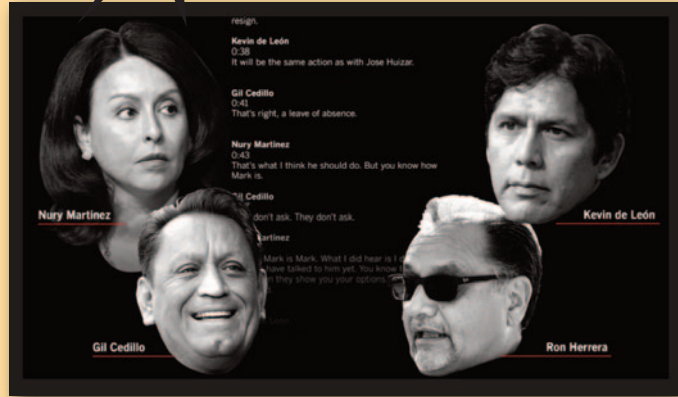 resign.
Kevin de León
0:38
It will be the same action as with Jose Huizar.
Gil Cedillo
0:41
That's right, a leave of absence.
Nury Martinez
0:43
That's what I think he should do. But you know how
Mark is.
Gil Cedillo
don't ask. They don't ask.
Martinez
Mark is Mark. What I did hear is I
have talked to him yet. You know
they show you your options
Nury Martinez
Kevin de León
Gil Cedillo
Ron Herrera